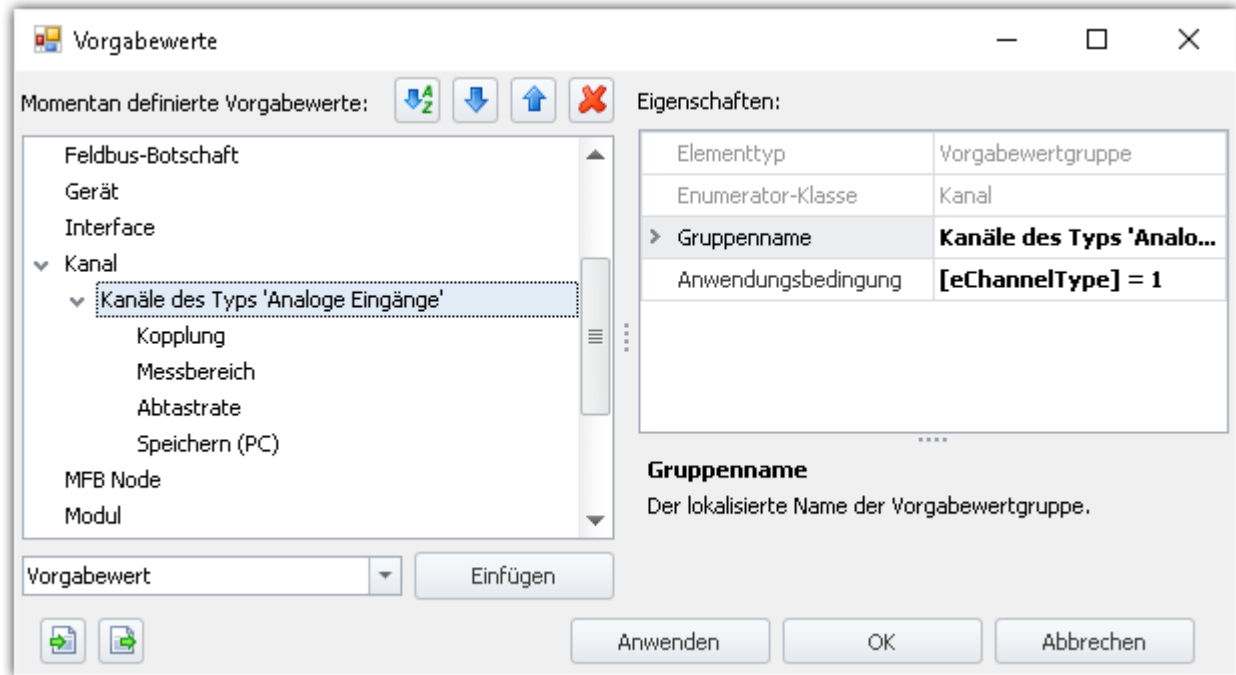 Vorgabewerte
Momentan definierte Vorgabewerte:
Feldbus-Botschaft
Gerät
Interface
Kanal
Kanäle des Typs 'Analoge Eingänge'
Kopplung
Messbereich
Abtastrate
Speichern (PC)
MFB Node
Modul
Vorgabewert
Einfügen
Eigenschaften:
Elementtyp Vorgabewertgruppe
Enumerator-Klasse Kanal
Gruppenname Kanäle des Typs 'Analo...
Anwendungsbedingung [eChannelType] = 1
Gruppenname
Der lokalisierte Name der Vorgabewertgruppe.
Anwenden OK Abbrechen